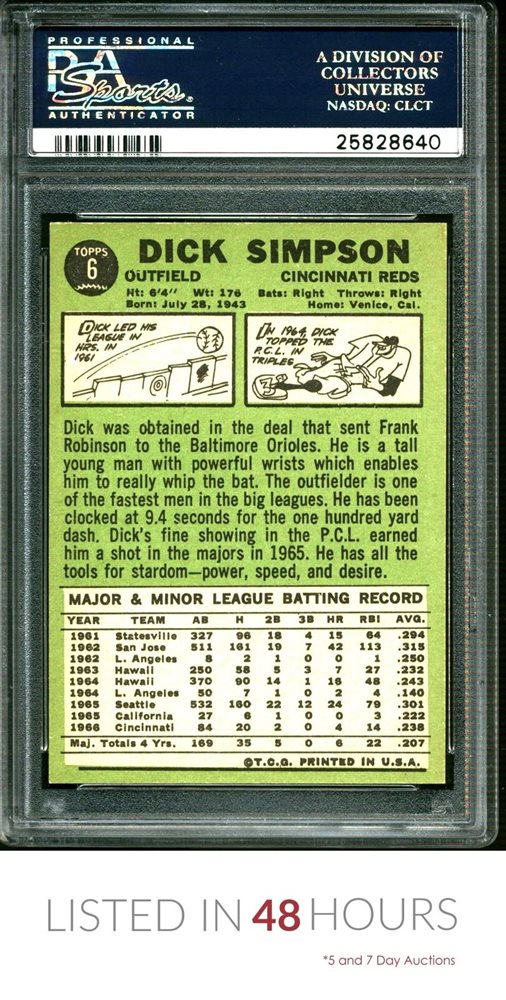 PROFESSIONAL
PSA
Sports
AUTHENTICATOR
A DIVISION OF
COLLECTORS
UNIVERSE
NASDAQ: CLCT
25828640
TOPPS
6
DICK SIMPSON
OUTFIELD CINCINNATI REDS
Ht: 6'4" Wt: 176 Bats: Right Throws: Right
Born: July 28, 1943 Home: Venice, Cal.
DICK LED HIS
LEAGUE IN
HRS. IN
1961
IN 1964, DICK
TOPPED THE
P.C.L. IN
TRIPLES
Dick was obtained in the deal that sent Frank
Robinson to the Baltimore Orioles. He is a tall
young man with powerful wrists which enables
him to really whip the bat. The outfielder is one
of the fastest men in the big leagues. He has been
clocked at 9.4 seconds for the one hundred yard
dash. Dick's fine showing in the P.C.L. earned
him a shot in the majors in 1965. He has all the
tools for stardom—power, speed, and desire.
MAJOR & MINOR LEAGUE BATTING RECORD
YEAR TEAM AB H 2B 3B HR RBI AVG.
1961 Statesville 327 96 18 4 15 64 .294
1962 San Jose 511 161 19 7 42 113 .315
1962 L. Angeles 8 2 1 0 0 1 .250
1963 Hawaii 250 58 5 3 7 27 .232
1964 Hawaii 370 90 14 1 16 48 .243
1964 L. Angeles 50 7 1 0 2 4 .140
1965 Seattle 532 160 22 12 24 79 .301
1965 California 27 6 1 0 0 3 .222
1966 Cincinnati 84 20 2 0 4 14 .238
Maj. Totals 4 Yrs. 169 35 5 0 6 22 .207
©T.C.G. PRINTED IN U.S.A.
LISTED IN 48 HOURS
*5 and 7 Day Auctions